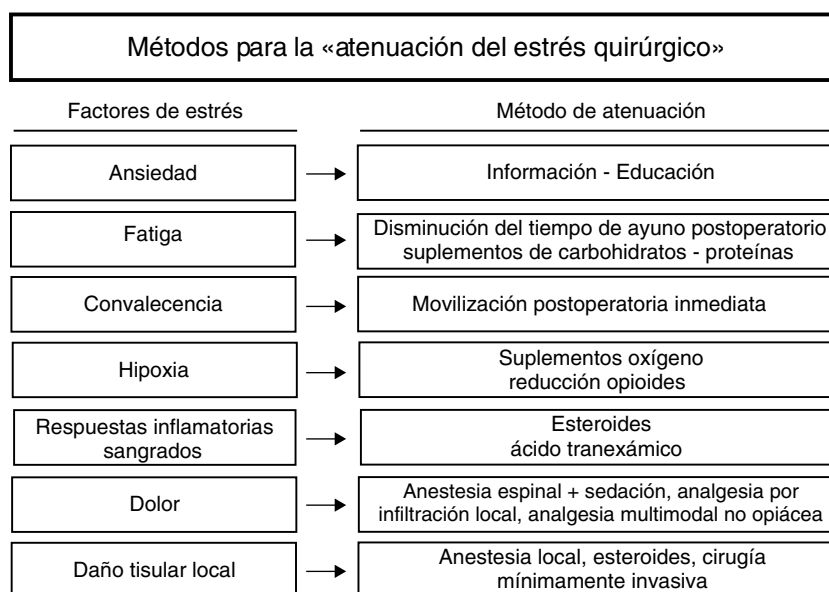 Métodos para la «atenuación del estrés quirúrgico»
Factores de estrés
Método de atenuación
Ansiedad
Información - Educación
Fatiga
Disminución del tiempo de ayuno postoperatorio
suplementos de carbohidratos - proteínas
Convalecencia
Movilización postoperatoria inmediata
Hipoxia
Suplementos oxígeno
reducción opioides
Respuestas inflamatorias
sangrados
Esteroides
ácido tranexámico
Dolor
Anestesia espinal + sedación, analgesia por
infiltración local, analgesia multimodal no opiácea
Daño tisular local
Anestesia local, esteroides, cirugía
mínimamente invasiva